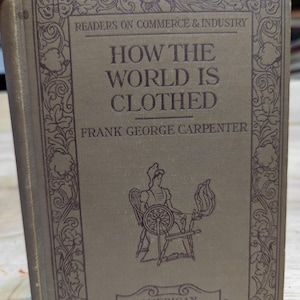 READERS ON COMMERCE & INDUSTRY
HOW THE
WORLD IS
CLOTHED
FRANK GEORGE CARPENTER